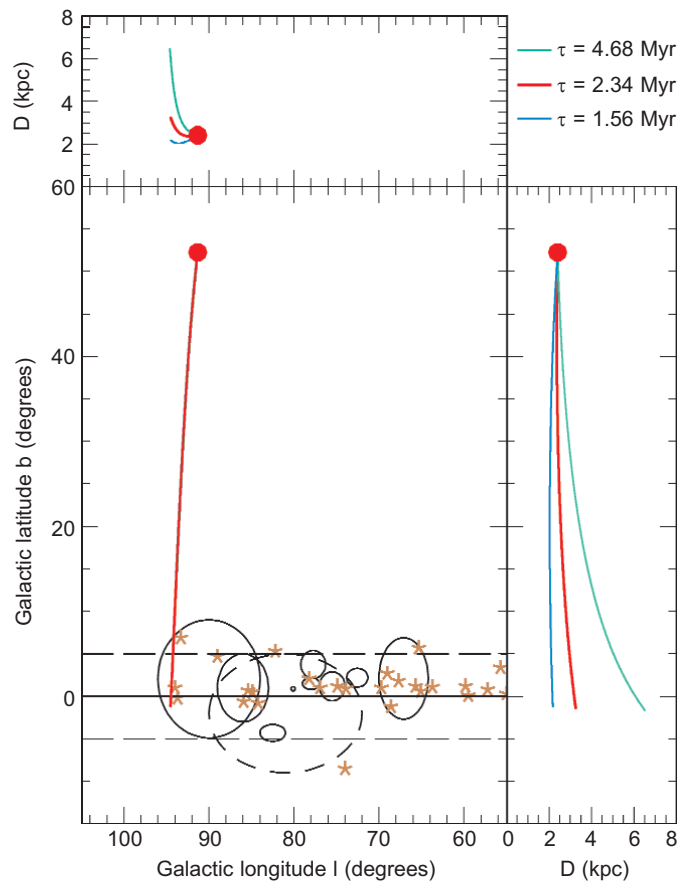 8
6
4
2
D (kpc)
τ = 4.68 Myr
τ = 2.34 Myr
τ = 1.56 Myr
60
40
20
0
Galactic latitude b (degrees)
100
90
80
70
60
0
2
4
6
8
Galactic longitude l (degrees)
D (kpc)